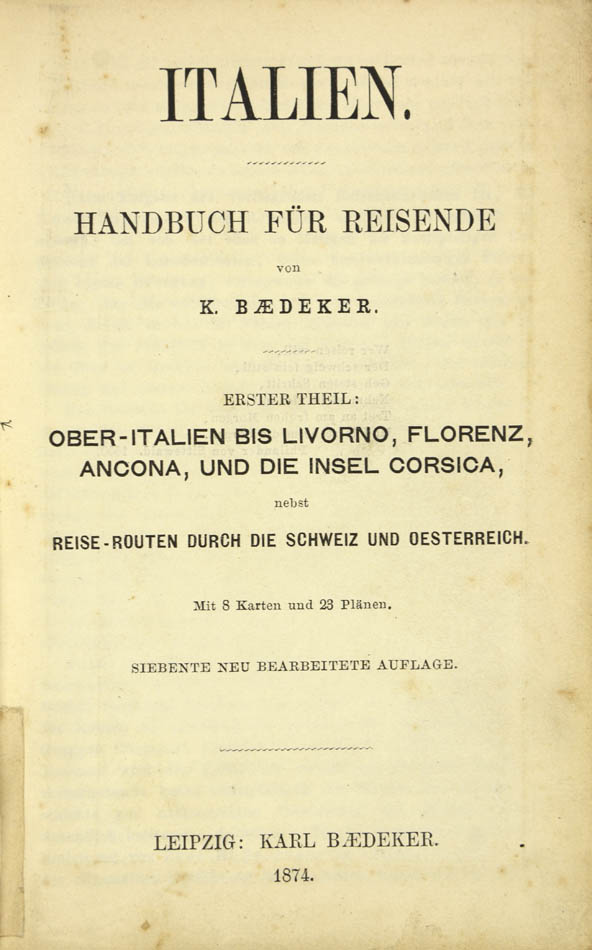 ITALIEN.
HANDBUCH FÜR REISENDE
von
K. BÆDEKER.
ERSTER THEIL:
OBER-ITALIEN BIS LIVORNO, FLORENZ,
ANCONA, UND DIE INSEL CORSICA,
nebst
REISE-ROUTEN DURCH DIE SCHWEIZ UND OESTERREICH.
Mit 8 Karten und 23 Plänen.
SIEBENTE NEU BEARBEITETE AUFLAGE.
LEIPZIG: KARL BÆDEKER.
1874.